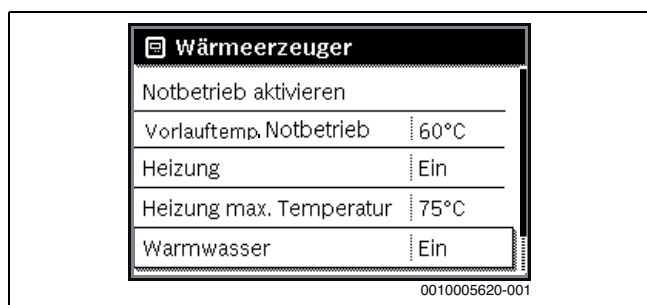 Wärmeerzeuger
Notbetrieb aktivieren
Vorlauftemp. Notbetrieb 60°C
Heizung Ein
Heizung max. Temperatur 75°C
Warmwasser Ein
0010005620-001